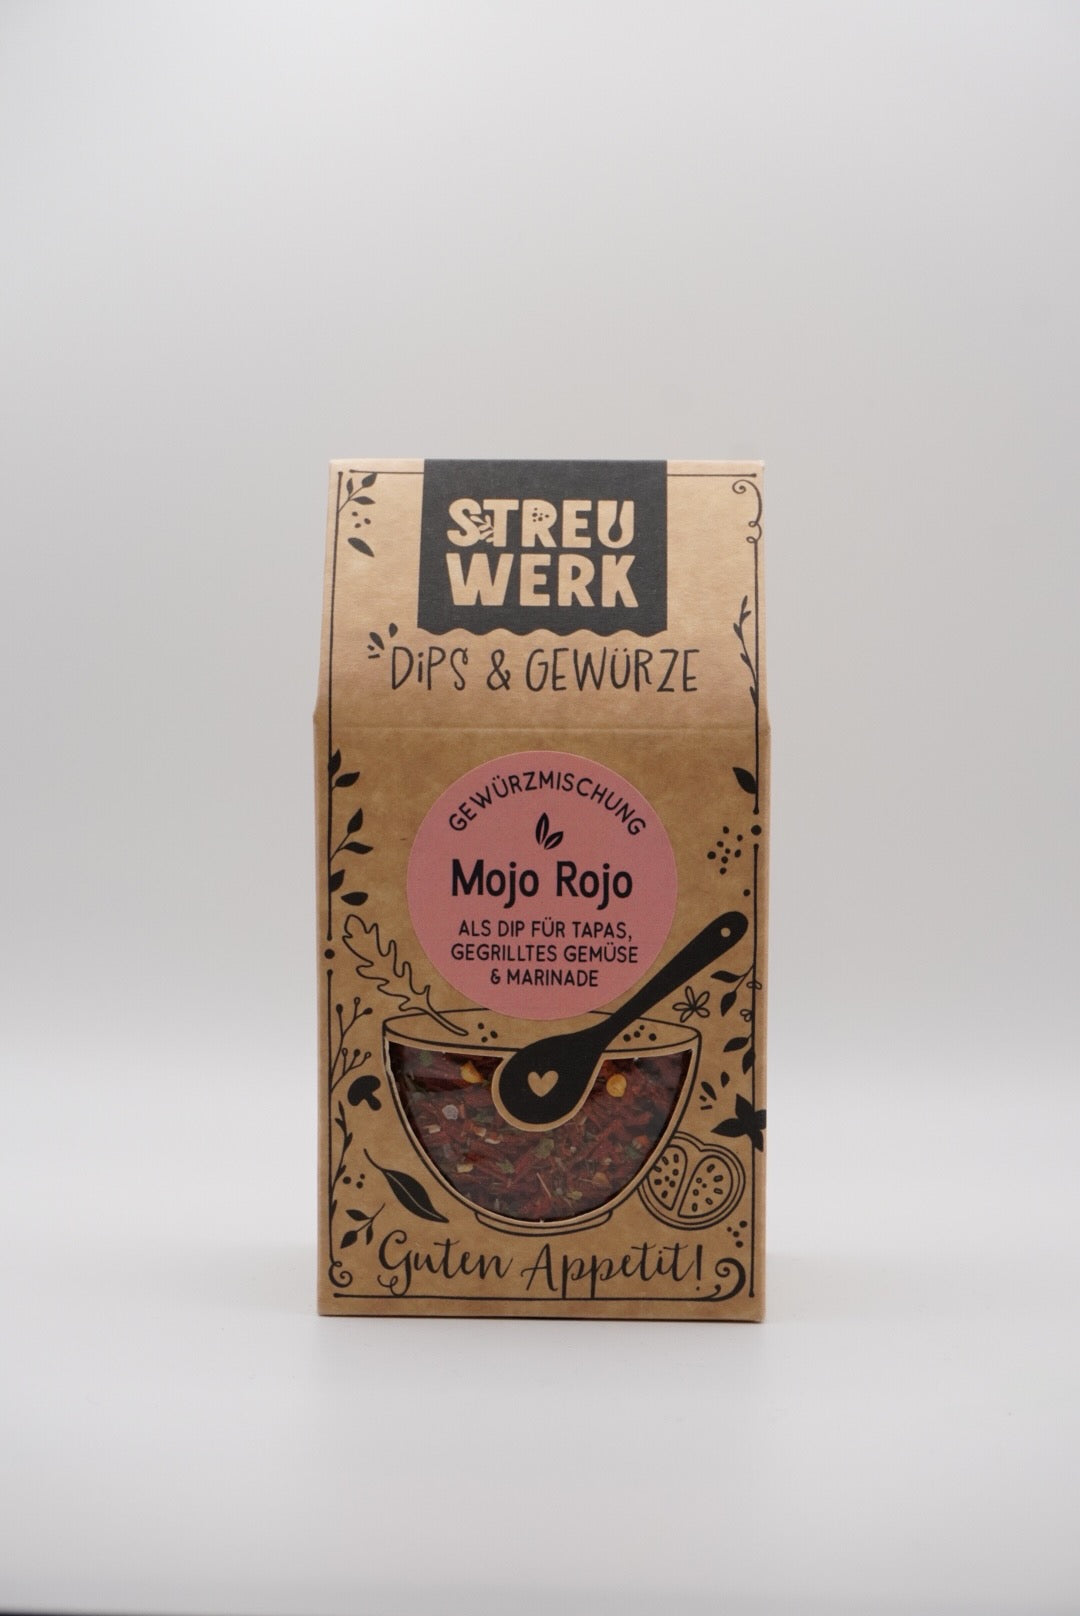 STREU
WERK
DIPS & GEWÜRZE
GEWÜRZMISCHUNG
Mojo Rojo
ALS DIP FÜR TAPAS,
GEGRILLTES GEMÜSE
& MARINADE
Guten Appetit!